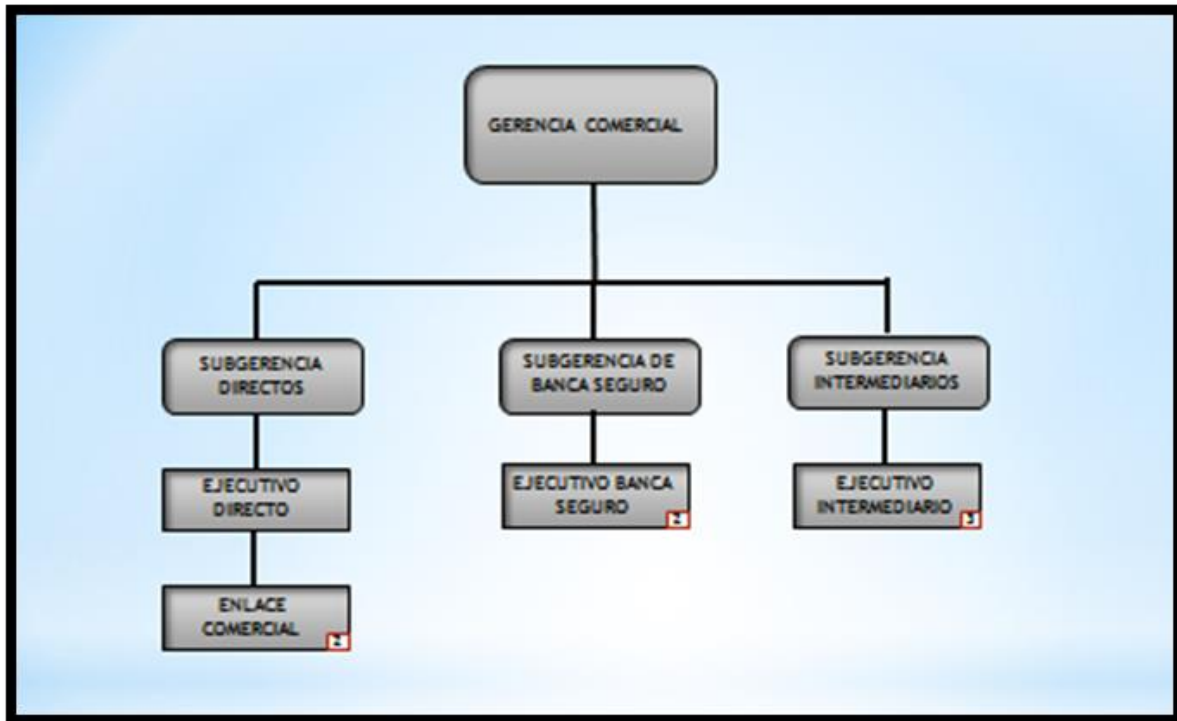 GERENCIA COMERCIAL
SUBGERENCIA
DIRECTOS
SUBGERENCIA DE
BANCA SEGURO
SUBGERENCIA
INTERMEDIARIOS
EJECUTIVO
DIRECTO
EJECUTIVO BANCA
SEGURO
2
EJECUTIVO
INTERMEDIARIO
3
ENLACE
COMERCIAL
2